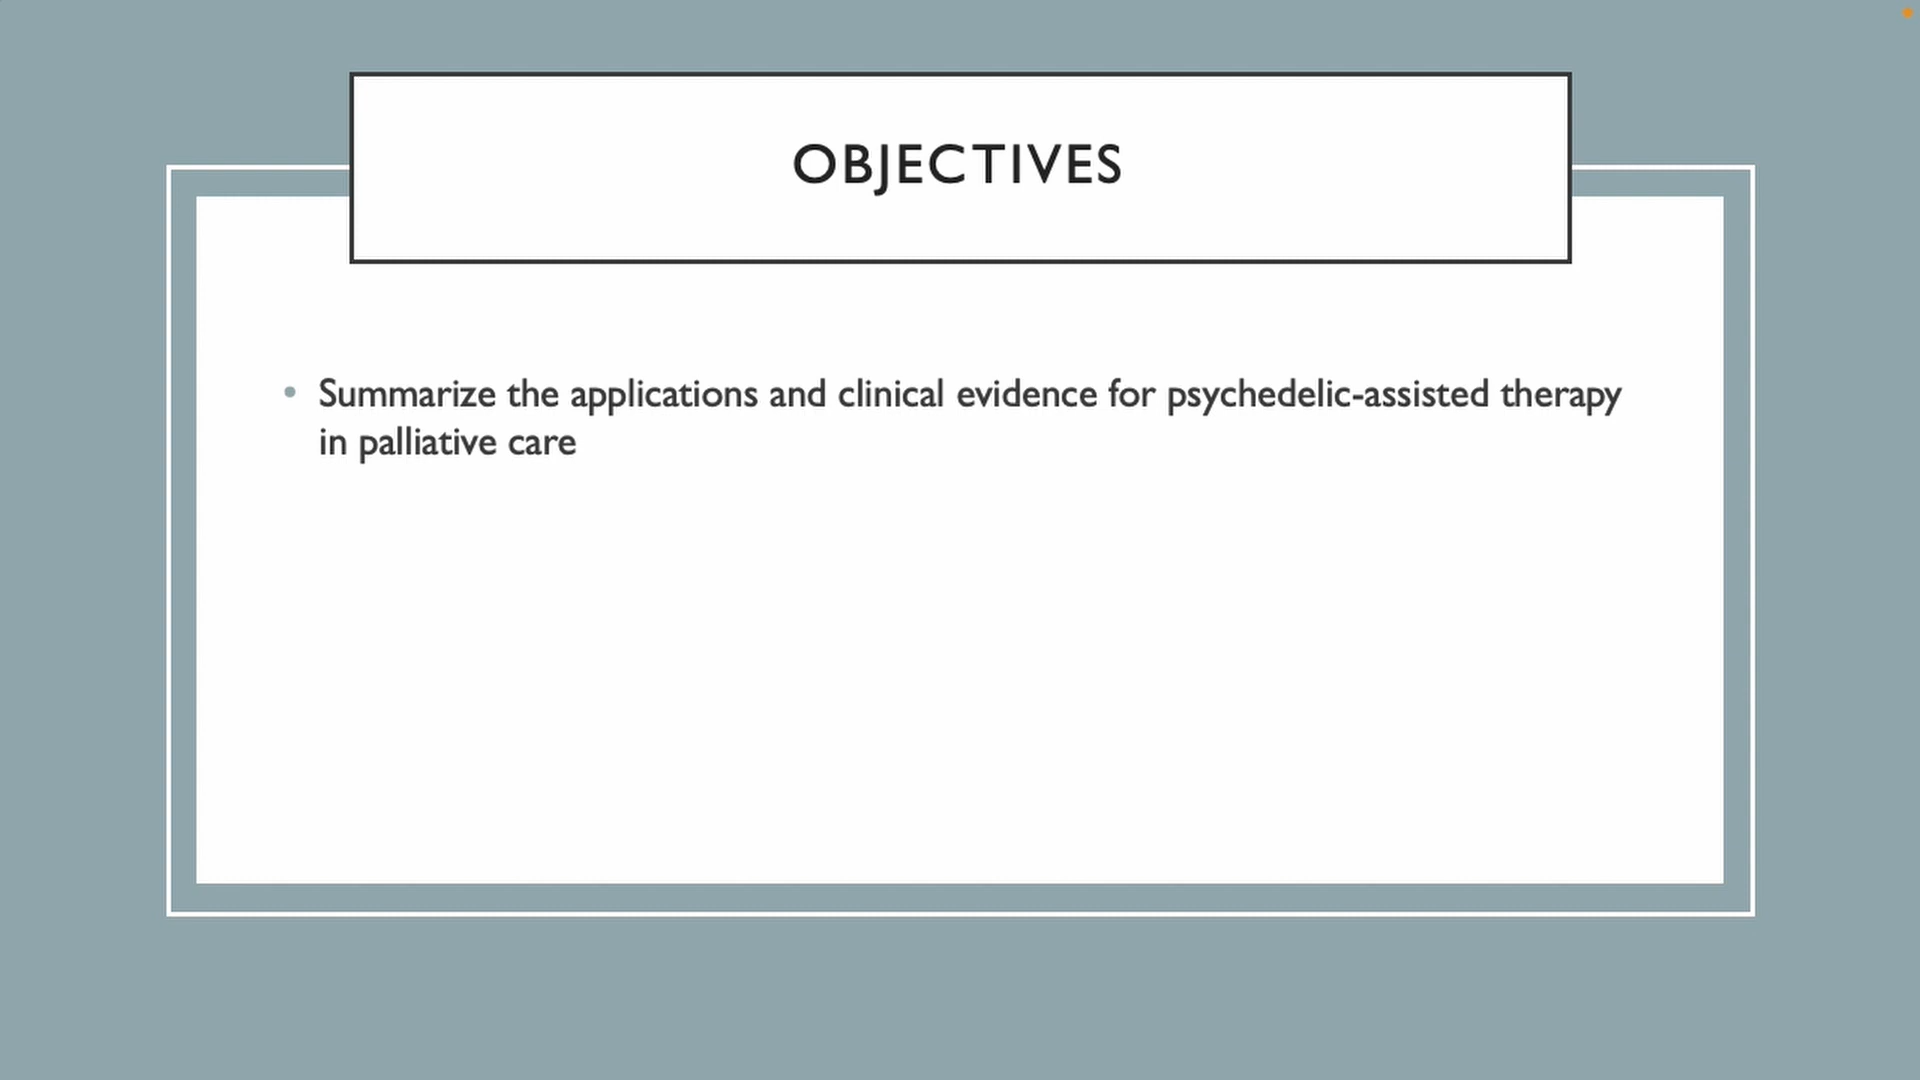 OBJECTIVES
• Summarize the applications and clinical evidence for psychedelic-assisted therapy
in palliative care